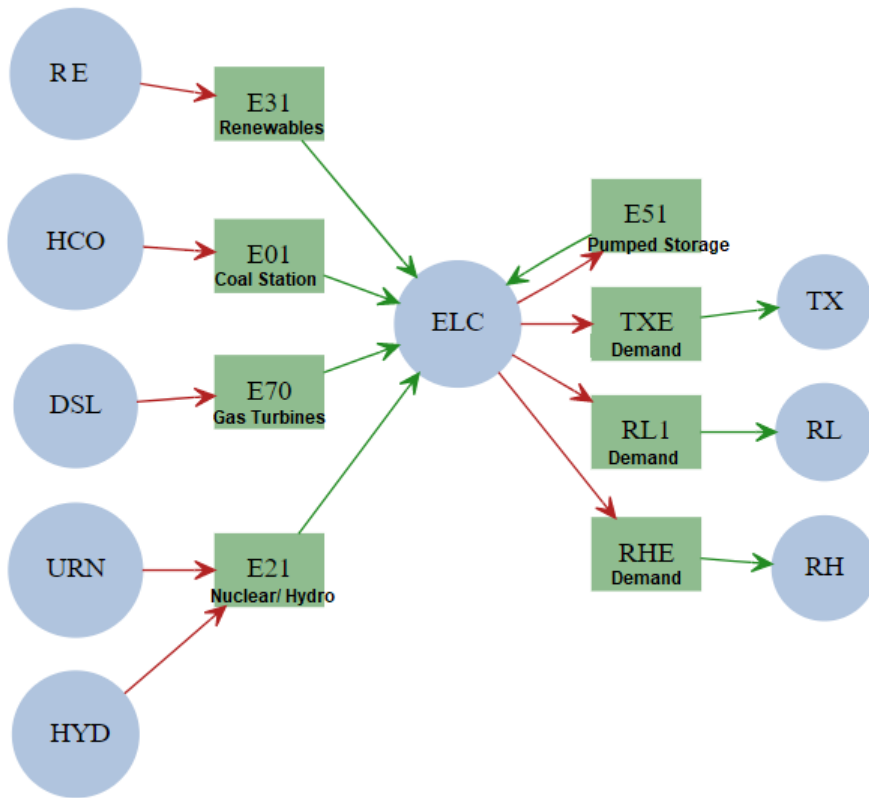 RE
E31
Renewables
HCO
E01
Coal Station
DSL
E70
Gas Turbines
URN
E21
Nuclear/ Hydro
HYD
ELC
E51
Pumped Storage
TXE
Demand
TX
RL1
Demand
RL
RHE
Demand
RH